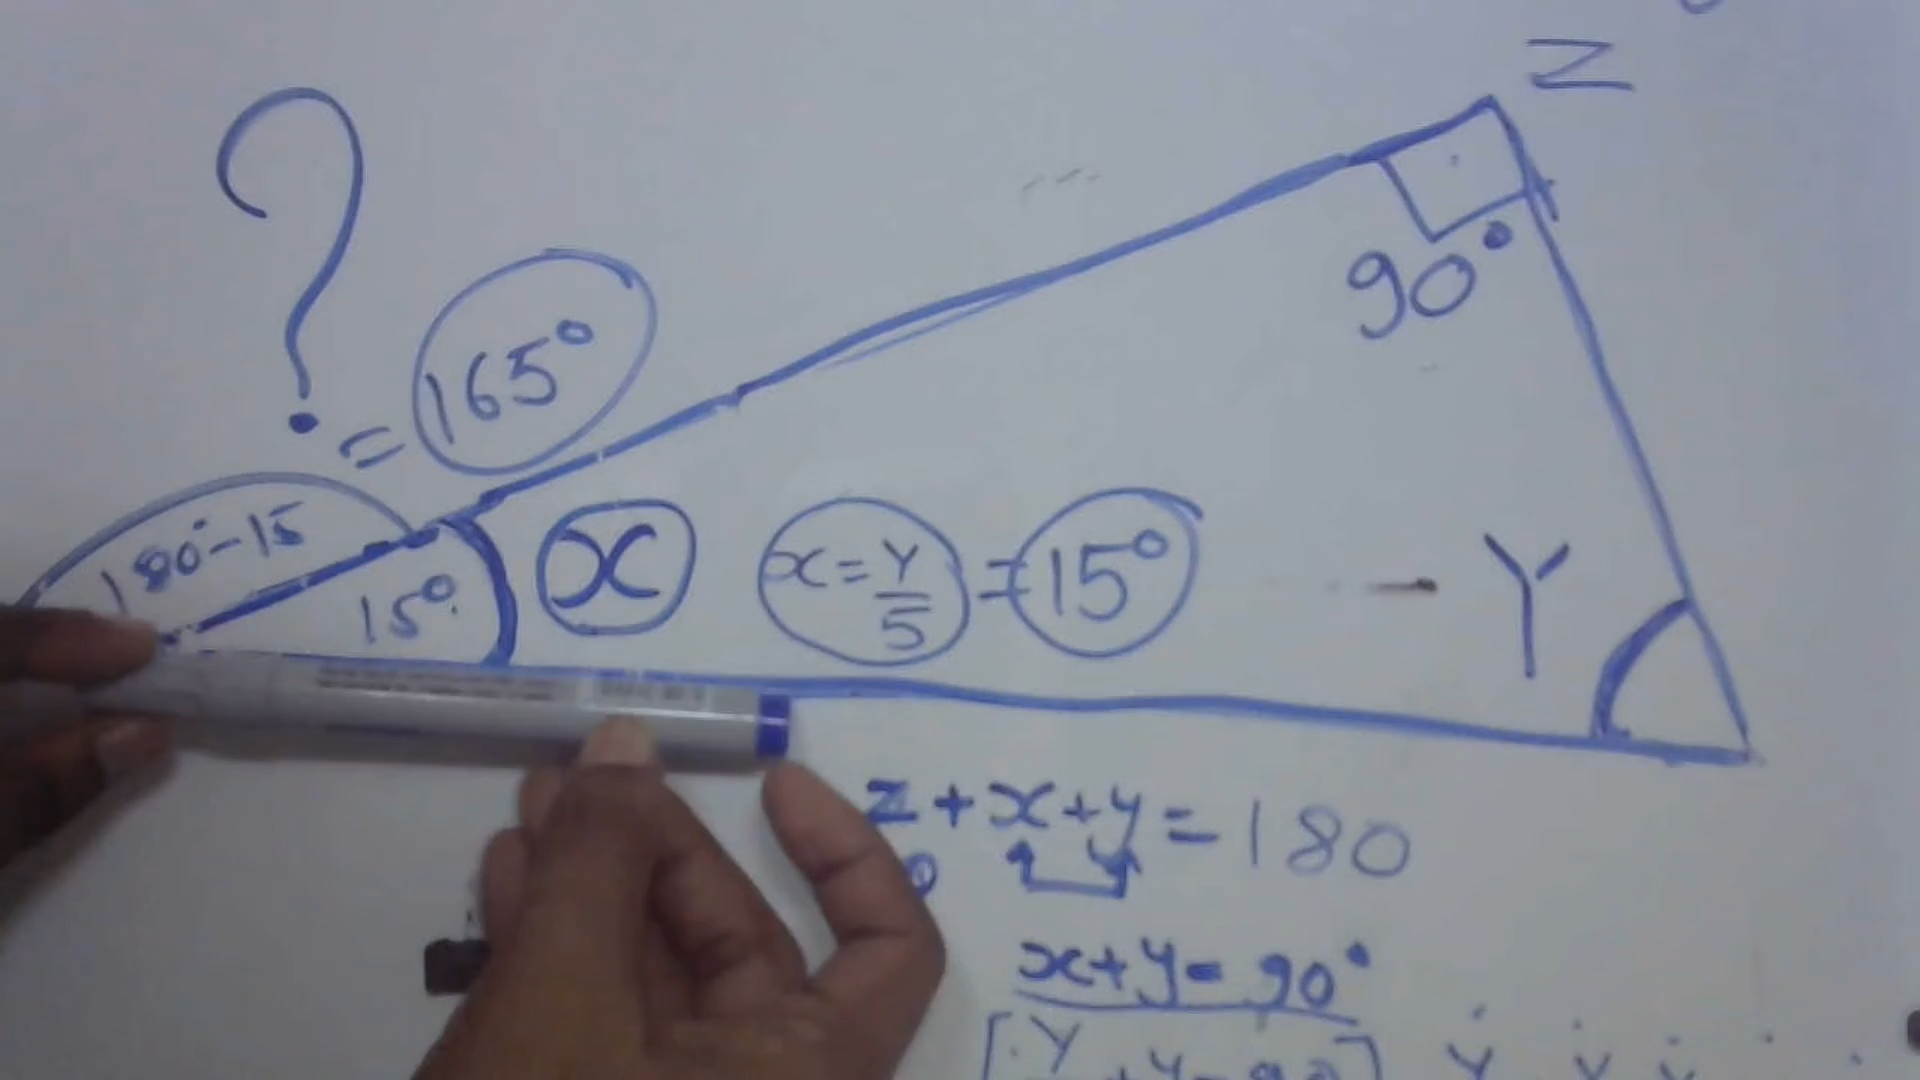 Z
90°
?
= 165°
180°-15
15°
x
x = Y/5 = 15°
Y
z + x + y = 180
x + y = 90°